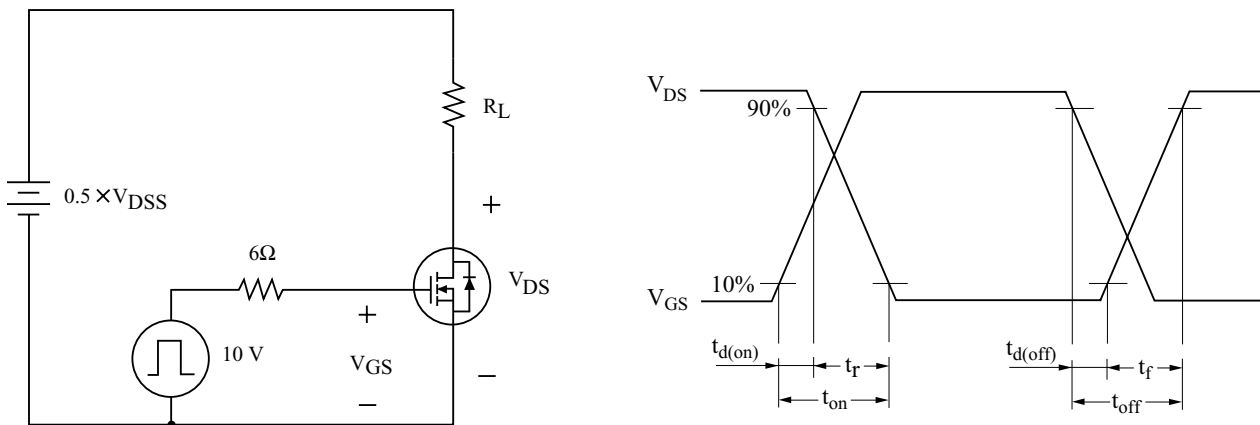 R_L
0.5 ×V_DSS
6Ω
+
V_DS
+
10 V
V_GS
−
−
V_DS
90%
10%
V_GS
t_d(on)
t_r
t_on
t_d(off)
t_f
t_off